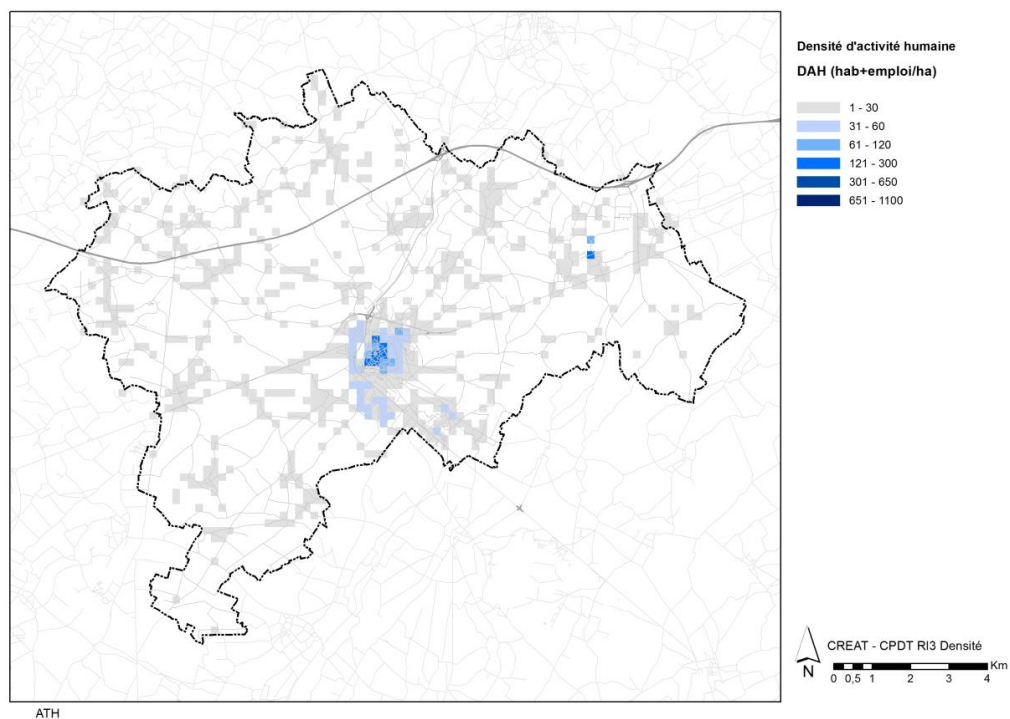 Densité d'activité humaine
DAH (hab+emploi/ha)
1 - 30
31 - 60
61 - 120
121 - 300
301 - 650
651 - 1100
CREAT - CPDT RI3 Densité
N
Km
0 0,5 1 2 3 4
ATH